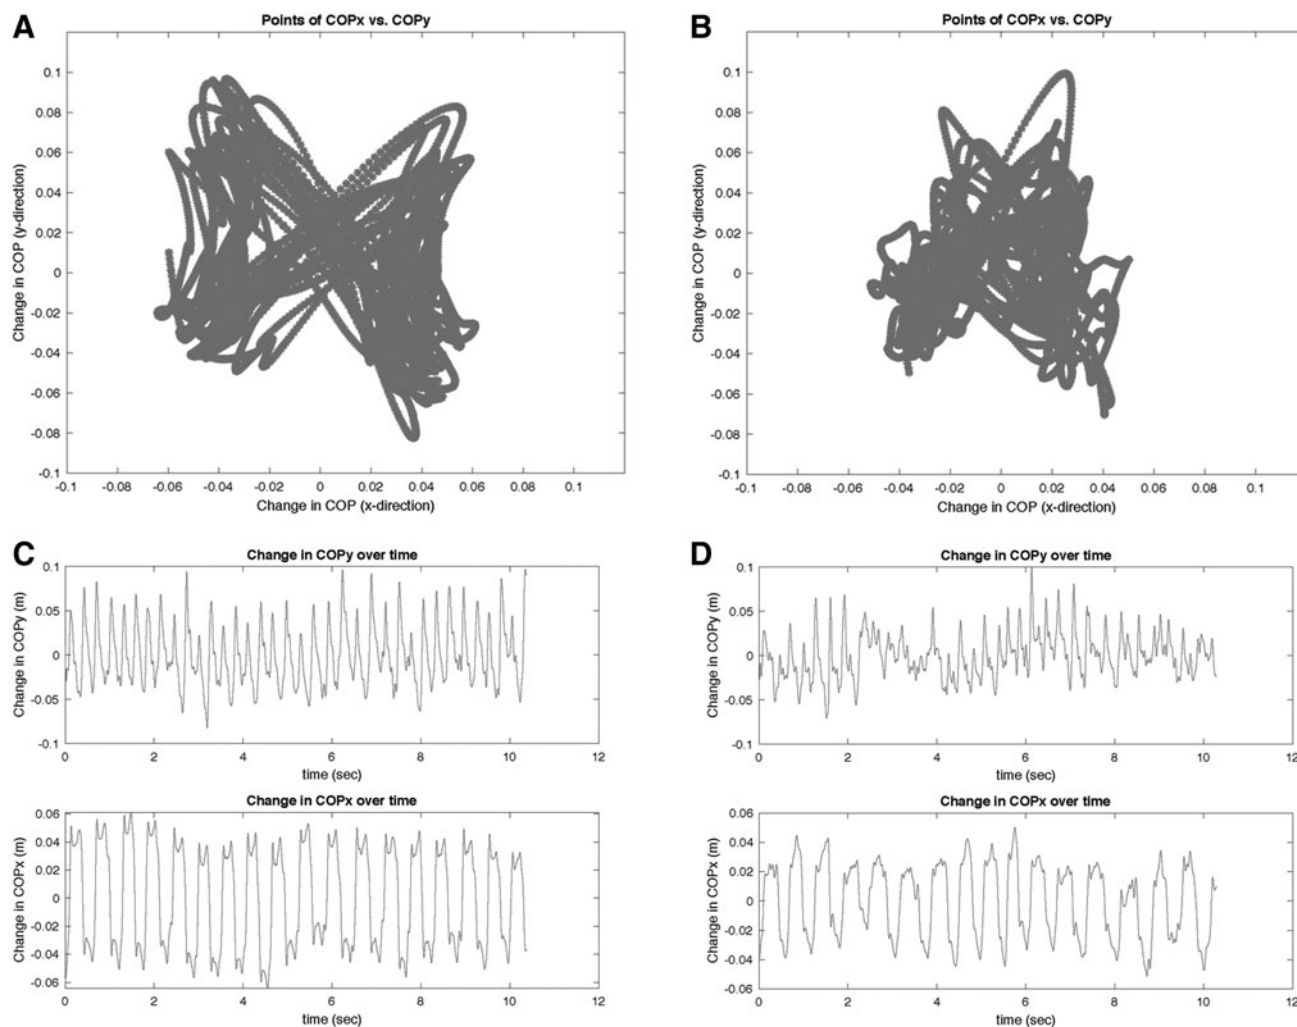 A
Points of COPx vs. COPy
0.1
0.08
0.06
0.04
0.02
0
-0.02
-0.04
-0.06
-0.08
-0.1
Change in COP (y-direction)
-0.1 -0.08 -0.06 -0.04 -0.02 0 0.02 0.04 0.06 0.08 0.1
Change in COP (x-direction)
B
Points of COPx vs. COPy
0.1
0.08
0.06
0.04
0.02
0
-0.02
-0.04
-0.06
-0.08
-0.1
Change in COP (y-direction)
-0.1 -0.08 -0.06 -0.04 -0.02 0 0.02 0.04 0.06 0.08 0.1
Change in COP (x-direction)
C
Change in COPy over time
0.1
0.05
0
-0.05
-0.1
Change in COPy (m)
0 2 4 6 8 10 12
time (sec)
Change in COPx over time
0.06
0.04
0.02
0
-0.02
-0.04
-0.06
Change in COPx (m)
0 2 4 6 8 10 12
time (sec)
D
Change in COPy over time
0.1
0.05
0
-0.05
-0.1
Change in COPy (m)
0 2 4 6 8 10 12
time (sec)
Change in COPx over time
0.06
0.04
0.02
0
-0.02
-0.04
-0.06
Change in COPx (m)
0 2 4 6 8 10 12
time (sec)